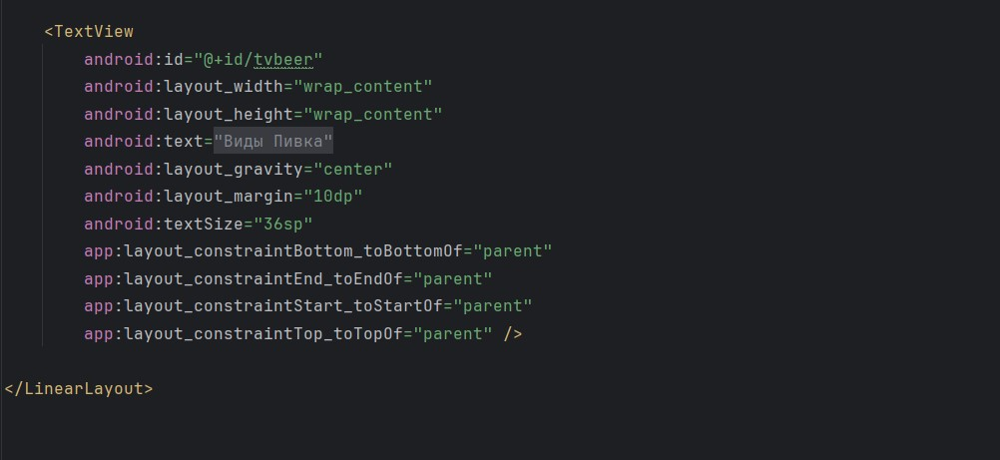 <TextView
android:id="@+id/tvbeer"
android:layout_width="wrap_content"
android:layout_height="wrap_content"
android:text="Виды Пивка"
android:layout_gravity="center"
android:layout_margin="10dp"
android:textSize="36sp"
app:layout_constraintBottom_toBottomOf="parent"
app:layout_constraintEnd_toEndOf="parent"
app:layout_constraintStart_toStartOf="parent"
app:layout_constraintTop_toTopOf="parent" />
</LinearLayout>